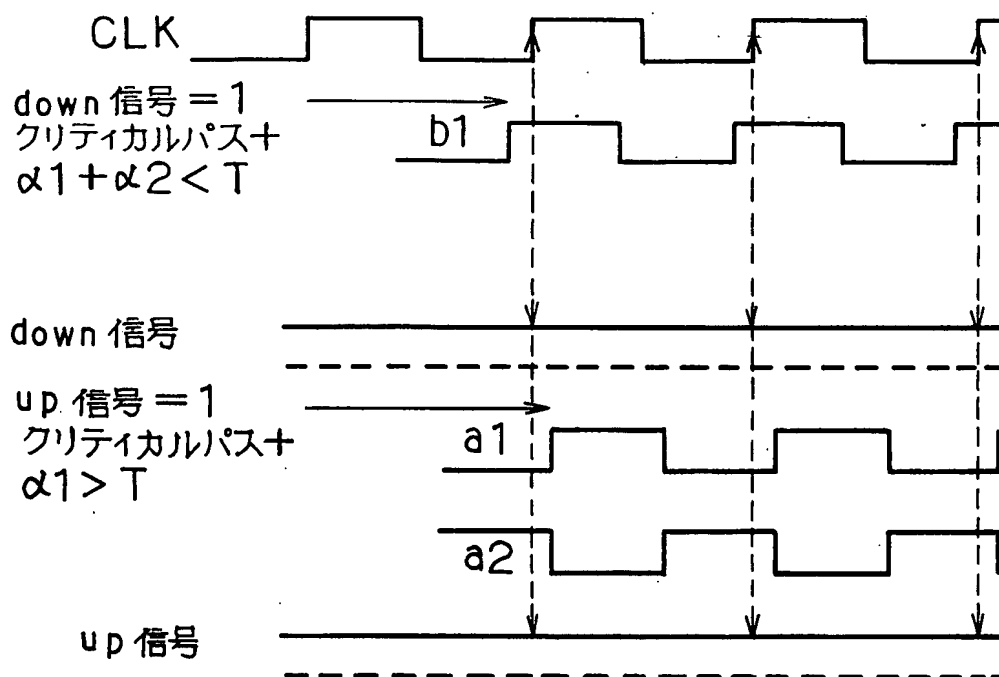 CLK
down 信号＝1
クリティカルパス＋
α1＋α2＜T
b1
down 信号
up 信号＝1
クリティカルパス＋
α1＞T
a1
a2
up 信号